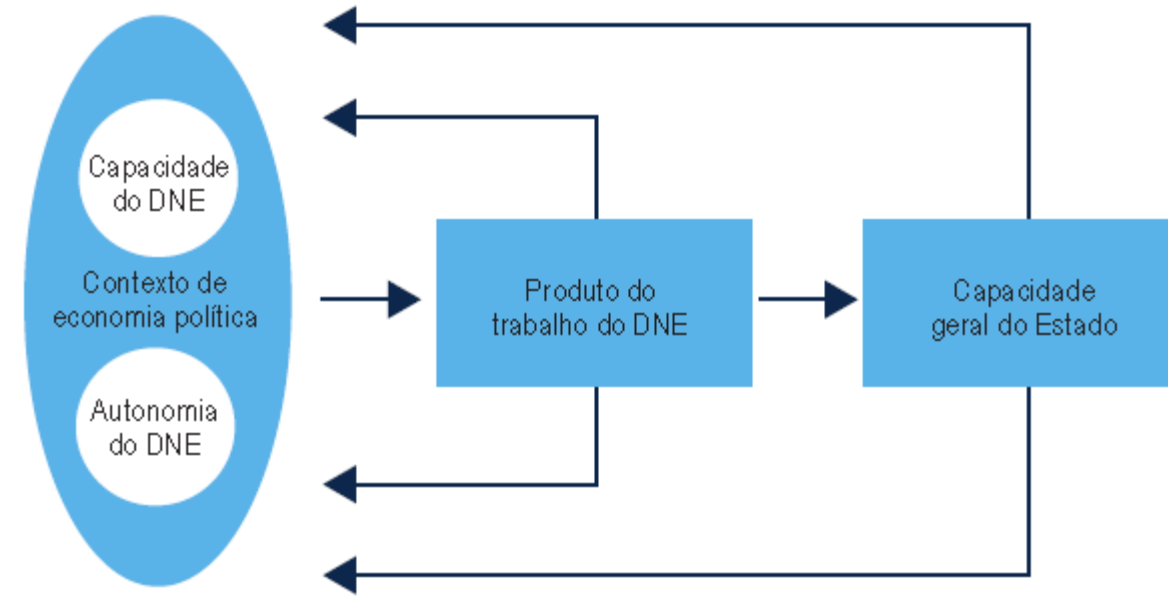 Capacidade
do DNE
Contexto de
economia política
Autonomia
do DNE
Produto do
trabalho do DNE
Capacidade
geral do Estado